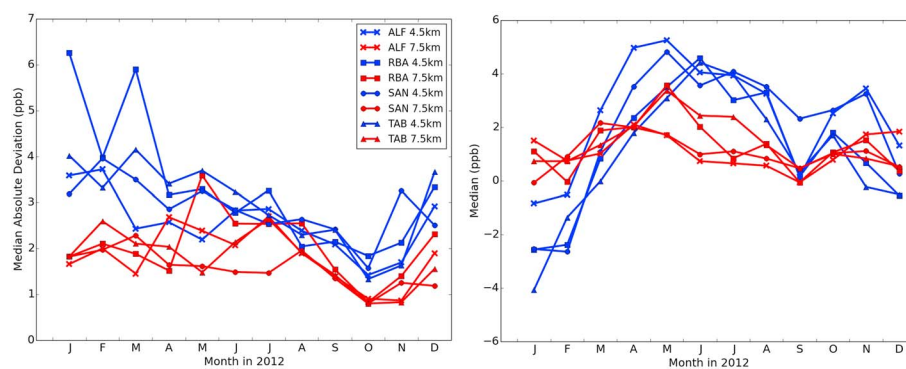 7
6
5
4
3
2
1
0
Median Absolute Deviation (ppb)
ALF 4.5km
ALF 7.5km
RBA 4.5km
RBA 7.5km
SAN 4.5km
SAN 7.5km
TAB 4.5km
TAB 7.5km
J F M A M J J A S O N D
Month in 2012
6
4
2
0
−2
−4
−6
Median (ppb)
J F M A M J J A S O N D
Month in 2012